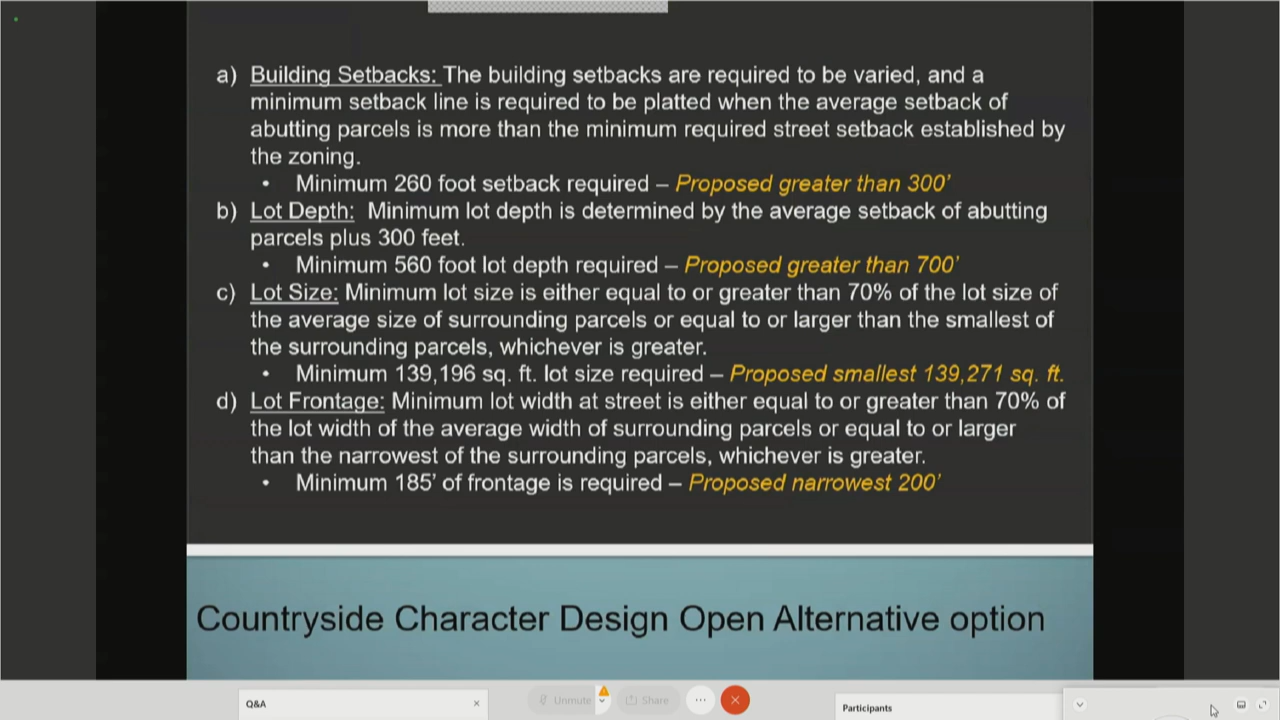 a) Building Setbacks: The building setbacks are required to be varied, and a
minimum setback line is required to be platted when the average setback of
abutting parcels is more than the minimum required street setback established by
the zoning.
• Minimum 260 foot setback required – Proposed greater than 300'
b) Lot Depth: Minimum lot depth is determined by the average setback of abutting
parcels plus 300 feet.
• Minimum 560 foot lot depth required – Proposed greater than 700'
c) Lot Size: Minimum lot size is either equal to or greater than 70% of the lot size of
the average size of surrounding parcels or equal to or larger than the smallest of
the surrounding parcels, whichever is greater.
• Minimum 139,196 sq. ft. lot size required – Proposed smallest 139,271 sq. ft.
d) Lot Frontage: Minimum lot width at street is either equal to or greater than 70% of
the lot width of the average width of surrounding parcels or equal to or larger
than the narrowest of the surrounding parcels, whichever is greater.
• Minimum 185' of frontage is required – Proposed narrowest 200'
Countryside Character Design Open Alternative option
Q&A
Unmute
Share
Participants